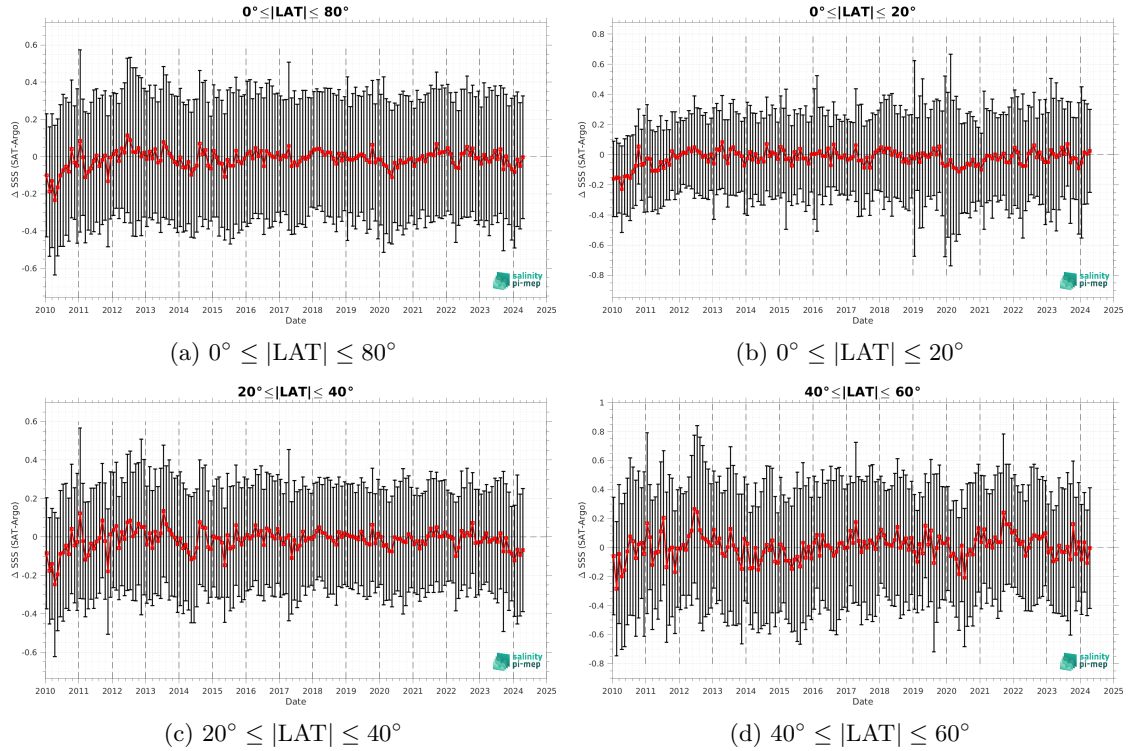 0°≤|LAT|≤ 80°
0.6
0.4
0.2
0
-0.2
-0.4
-0.6
Δ SSS (SAT-Argo)
2010 2011 2012 2013 2014 2015 2016 2017 2018 2019 2020 2021 2022 2023 2024 2025
Date
salinity
pi-mep
(a) 0° ≤ |LAT| ≤ 80°
0°≤|LAT|≤ 20°
0.8
0.6
0.4
0.2
0
-0.2
-0.4
-0.6
-0.8
Δ SSS (SAT-Argo)
2010 2011 2012 2013 2014 2015 2016 2017 2018 2019 2020 2021 2022 2023 2024 2025
Date
salinity
pi-mep
(b) 0° ≤ |LAT| ≤ 20°
20°≤|LAT|≤ 40°
0.6
0.4
0.2
0
-0.2
-0.4
-0.6
Δ SSS (SAT-Argo)
2010 2011 2012 2013 2014 2015 2016 2017 2018 2019 2020 2021 2022 2023 2024 2025
Date
salinity
pi-mep
(c) 20° ≤ |LAT| ≤ 40°
40°≤|LAT|≤ 60°
1
0.8
0.6
0.4
0.2
0
-0.2
-0.4
-0.6
-0.8
Δ SSS (SAT-Argo)
2010 2011 2012 2013 2014 2015 2016 2017 2018 2019 2020 2021 2022 2023 2024 2025
Date
salinity
pi-mep
(d) 40° ≤ |LAT| ≤ 60°